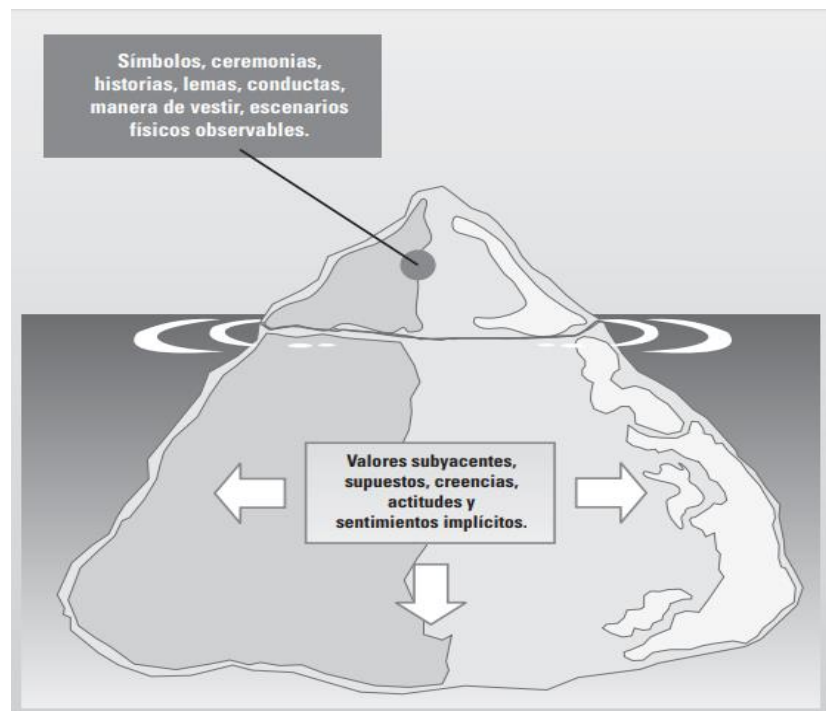 Símbolos, ceremonias,
historias, lemas, conductas,
manera de vestir, escenarios
físicos observables.
Valores subyacentes,
supuestos, creencias,
actitudes y
sentimientos implícitos.